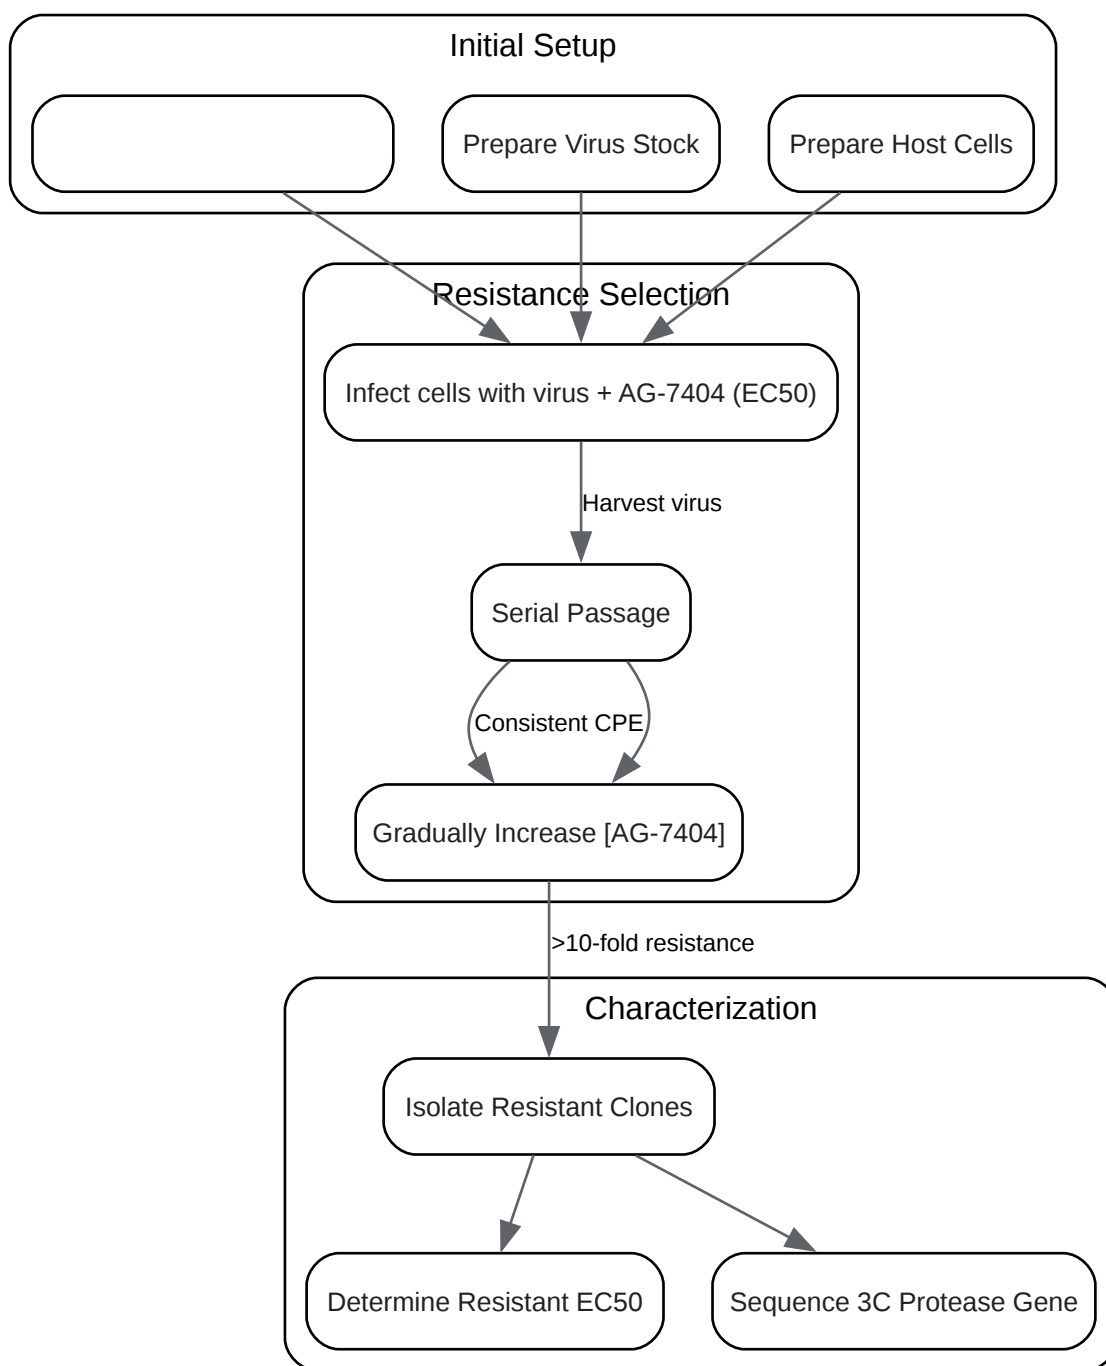 Initial Setup
Prepare Virus Stock
Prepare Host Cells
Resistance Selection
Infect cells with virus + AG-7404 (EC50)
Harvest virus
Serial Passage
Consistent CPE
Gradually Increase [AG-7404]
>10-fold resistance
Characterization
Isolate Resistant Clones
Determine Resistant EC50
Sequence 3C Protease Gene